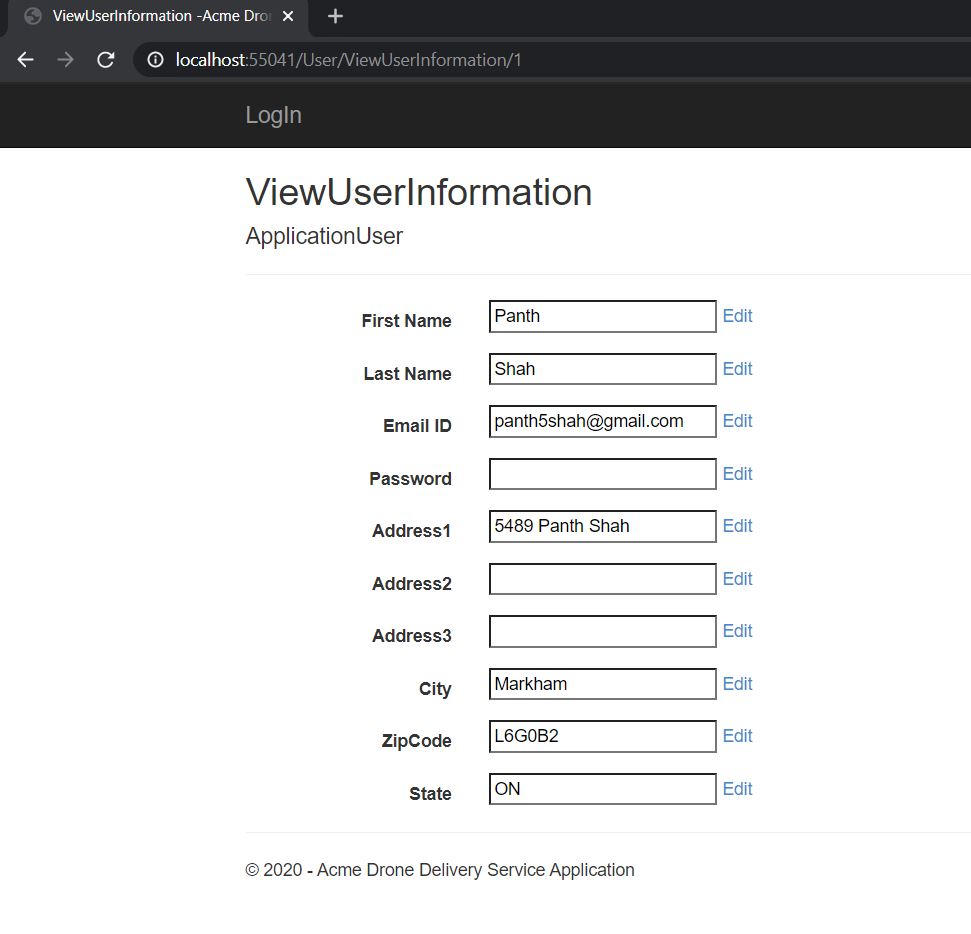 ViewUserInformation -Acme Dro
localhost:55041/User/ViewUserInformation/1
LogIn
ViewUserInformation
ApplicationUser
First Name Panth Edit
Last Name Shah Edit
Email ID panth5shah@gmail.com Edit
Password Edit
Address1 5489 Panth Shah Edit
Address2 Edit
Address3 Edit
City Markham Edit
ZipCode L6G0B2 Edit
State ON Edit
© 2020 - Acme Drone Delivery Service Application